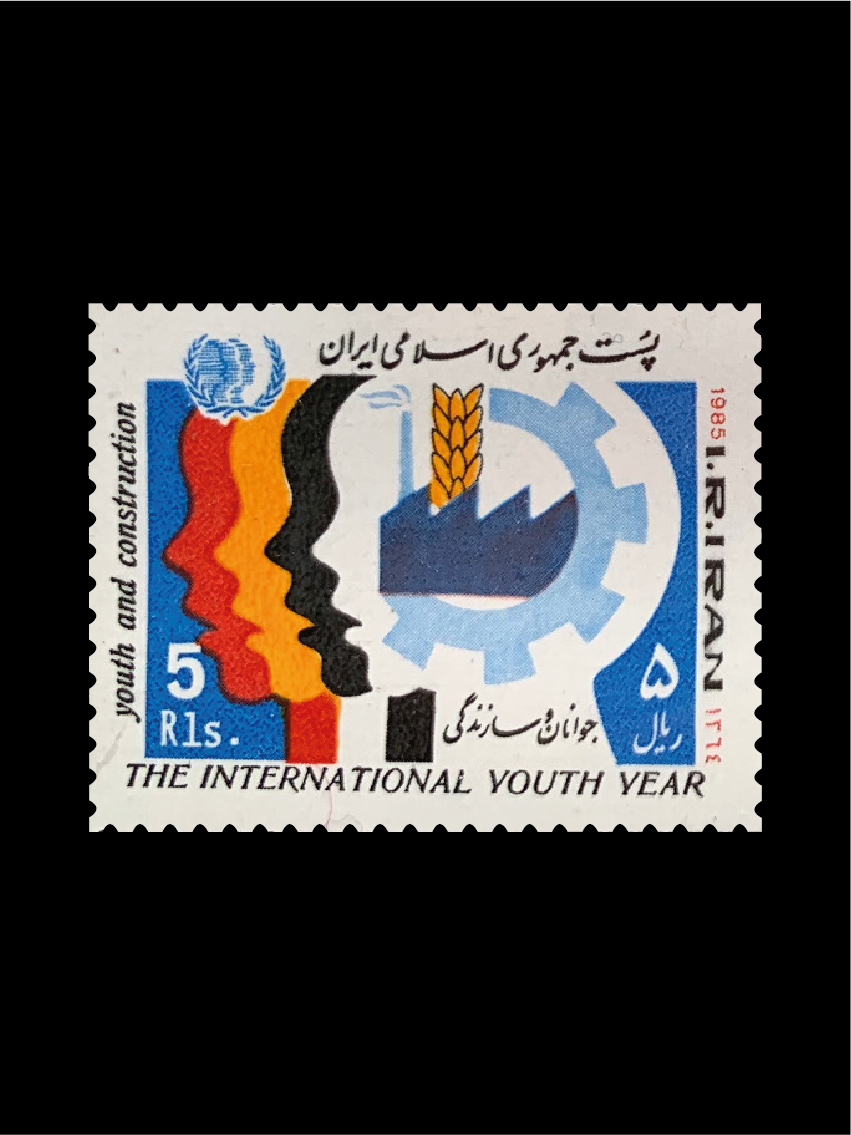 پست جمهوری اسلامی ایران
youth and construction
1985
I.R.IRAN
۱۳٦٤
5
Rls.
۵
ریال
جوانان و سازندگی
THE INTERNATIONAL YOUTH YEAR